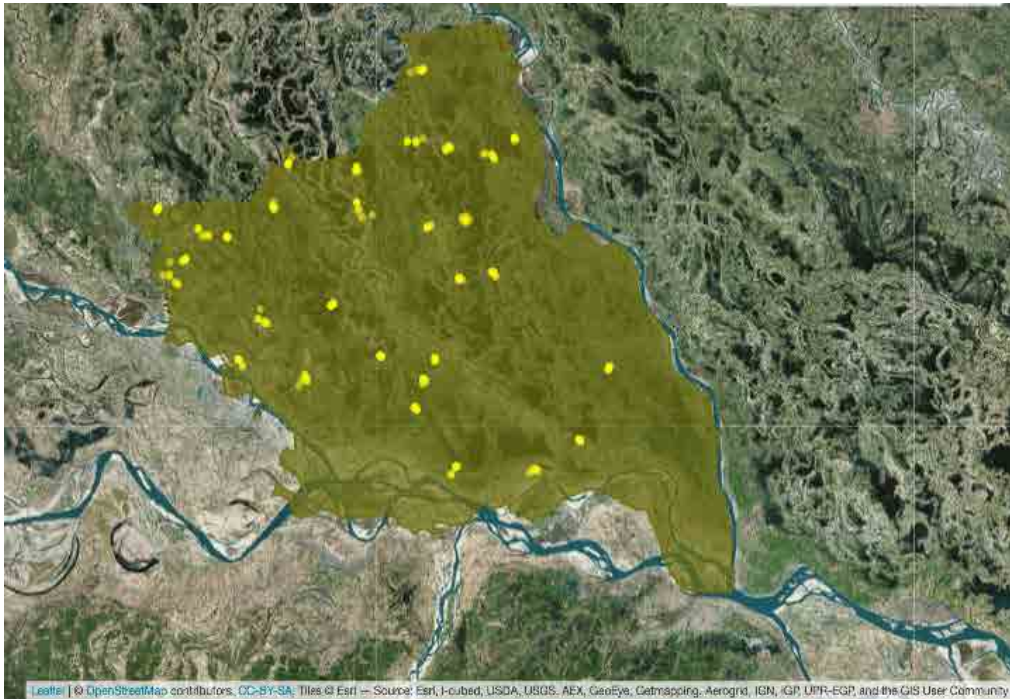 Leaflet | © OpenStreetMap contributors, CC-BY-SA, Tiles © Esri — Source: Esri, i-cubed, USDA, USGS, AEX, GeoEye, Getmapping, Aerogrid, IGN, IGP, UPR-EGP, and the GIS User Community